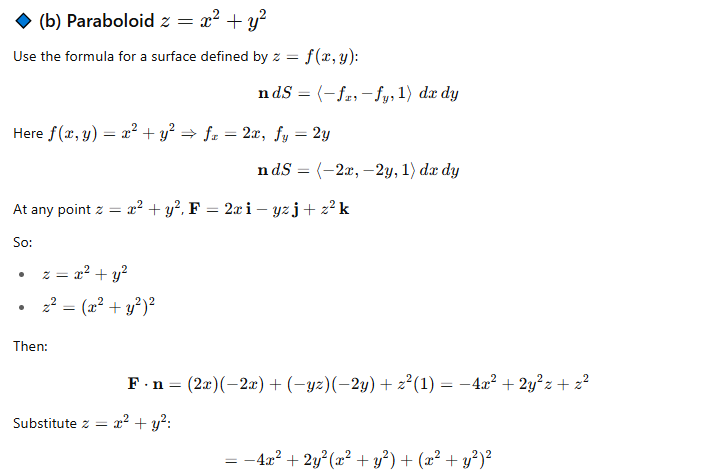 🔷 (b) Paraboloid z = x² + y²
Use the formula for a surface defined by z = f(x, y):
n dS = ⟨−fₓ, −f_y, 1⟩ dx dy
Here f(x, y) = x² + y² ⇒ fₓ = 2x, f_y = 2y
n dS = ⟨−2x, −2y, 1⟩ dx dy
At any point z = x² + y², F = 2x i − yz j + z² k
So:
• z = x² + y²
• z² = (x² + y²)²
Then:
F · n = (2x)(−2x) + (−yz)(−2y) + z²(1) = −4x² + 2y²z + z²
Substitute z = x² + y²:
= −4x² + 2y²(x² + y²) + (x² + y²)²